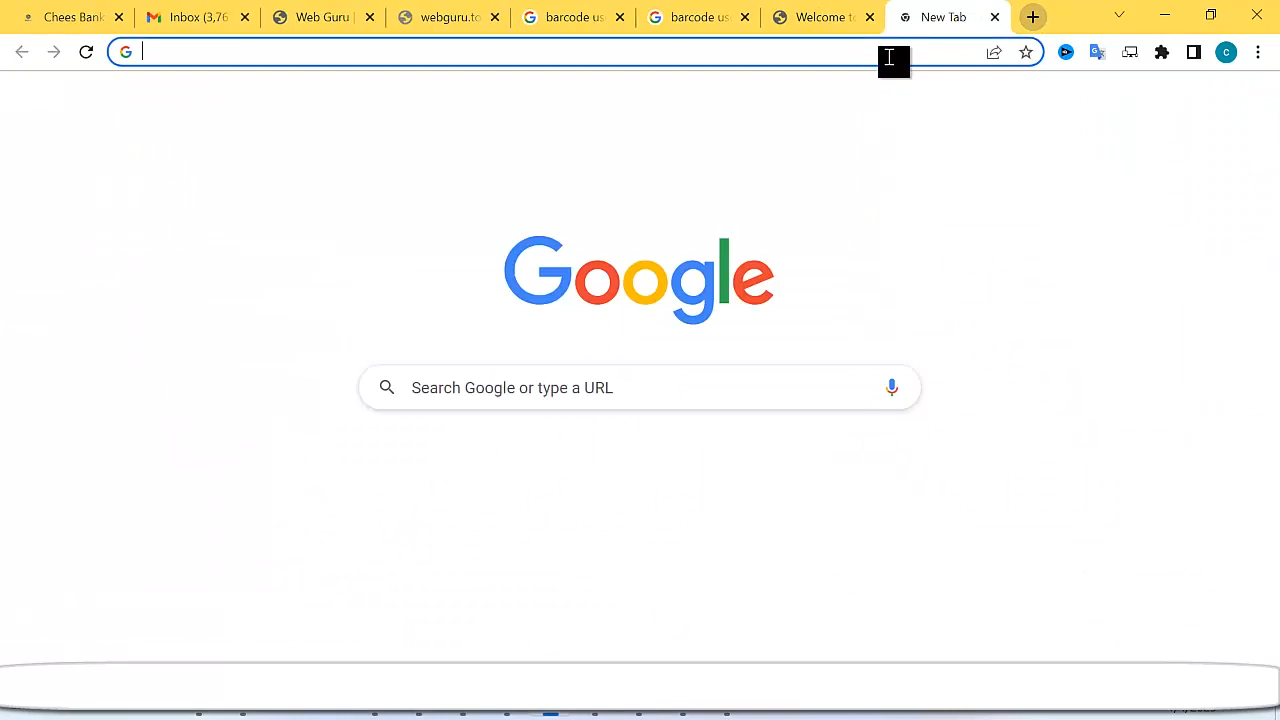 Chees Bank
Inbox (3,76
Web Guru |
webguru.to
barcode us
barcode us
Welcome to
New Tab
G
C
Google
Search Google or type a URL